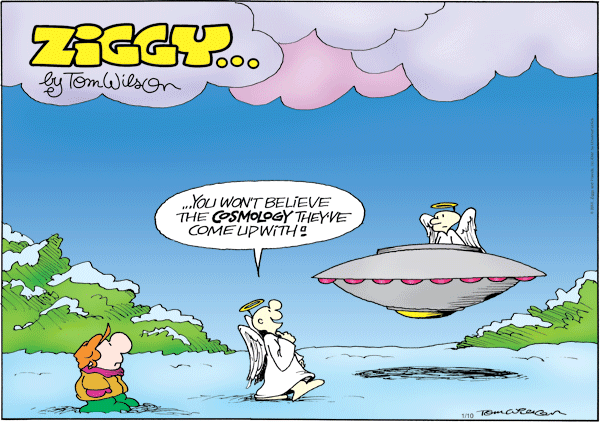 ZiGGY...
by Tom Wilson
...YOU WON'T BELiEVE
THE COSMOLOGY THEY'VE
COME UP WiTH!
1/10 Tom Wilson